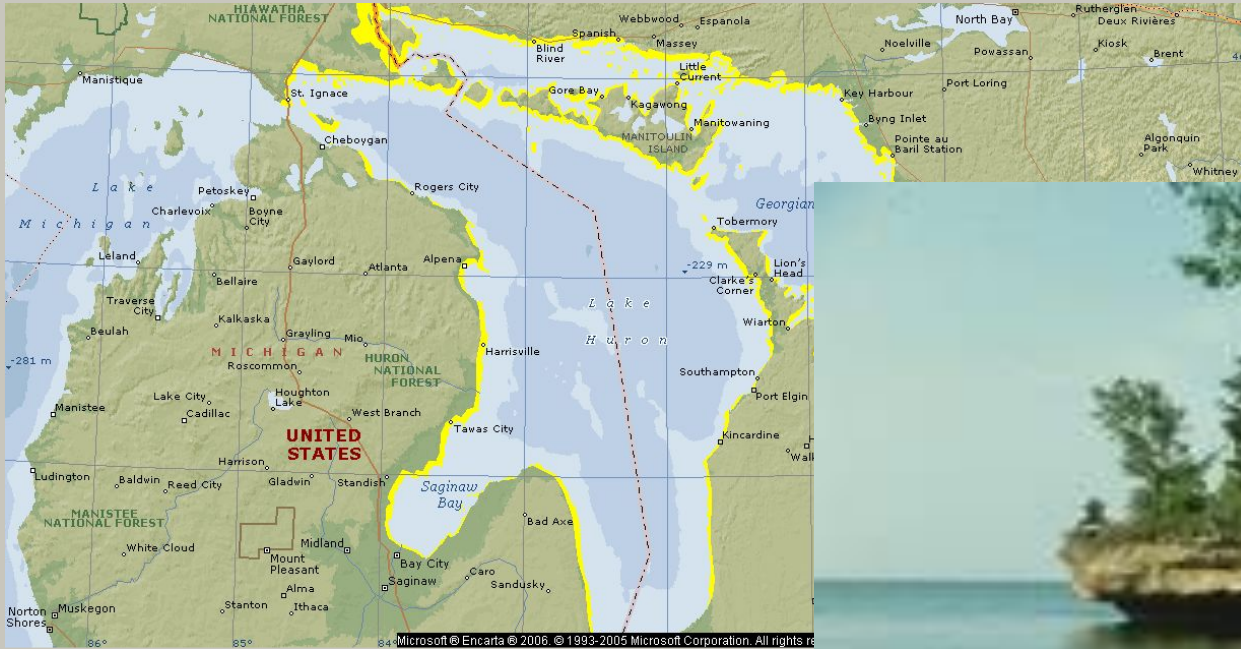 HIAWATHA
NATIONAL FOREST
Manistique
St. Ignace
Cheboygan
Rogers City
Petoskey
Charlevoix
Boyne
City
Lake
Michigan
Leland
Gaylord
Atlanta
Alpena
Bellaire
Traverse
City
Kalkaska
Beulah
Grayling
Mio
MICHIGAN
HURON
NATIONAL
FOREST
Roscommon
Harrisville
-281 m
Houghton
Lake
Lake City
Cadillac
Manistee
West Branch
Tawas City
UNITED
STATES
Harrison
Gladwin
Standish
Ludington
Baldwin
Reed City
Saginaw
Bay
MANISTEE
NATIONAL FOREST
White Cloud
Midland
Mount
Pleasant
Bad Axe
Bay City
Saginaw
Caro
Sandusky
Alma
Ithaca
Stanton
Norton
Shores
Muskegon
86°
85°
84°
Webbwood
Espanola
Spanish
Massey
Blind
River
Little
Current
Gore Bay
Kagawong
Manitowaning
MANITOULIN
ISLAND
North Bay
Rutherglen
Deux Rivières
Noelville
Powassan
Kiosk
Brent
46
Key Harbour
Port Loring
Byng Inlet
Pointe au
Baril Station
Algonquin
Park
Whitney
Georgian
Tobermory
-229 m
Lion's
Head
Clarke's
Corner
Lake
Huron
Wiarton
Southampton
Port Elgin
Kincardine
Walk
Microsoft ® Encarta ® 2006. © 1993-2005 Microsoft Corporation. All rights re